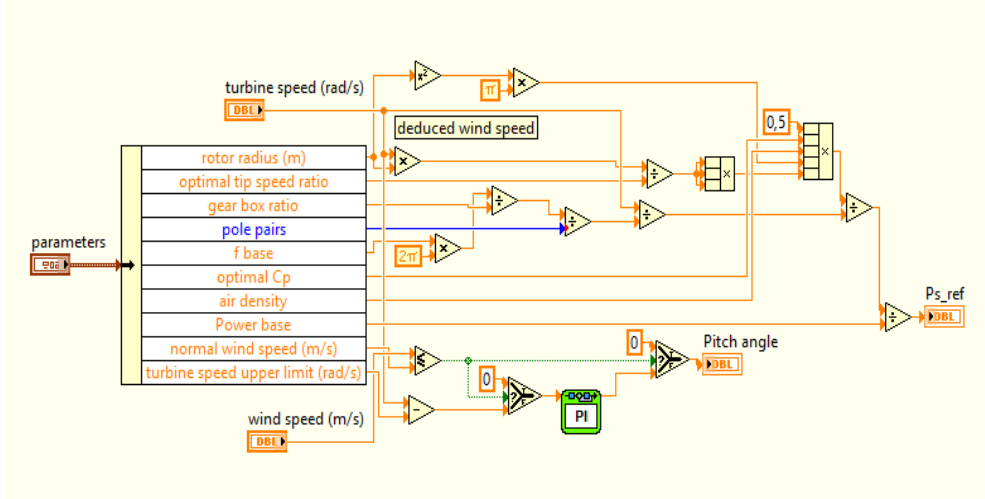 x²
π
×
turbine speed (rad/s)
DBL
deduced wind speed
0,5
×
rotor radius (m)
×
÷
×
optimal tip speed ratio
gear box ratio
÷
÷
÷
÷
pole pairs
parameters
f base
×
2π
optimal Cp
air density
Ps_ref
Power base
÷
DBL
normal wind speed (m/s)
≤
0
?
T
F
Pitch angle
DBL
turbine speed upper limit (rad/s)
0
?
T
F
−
PI
wind speed (m/s)
DBL